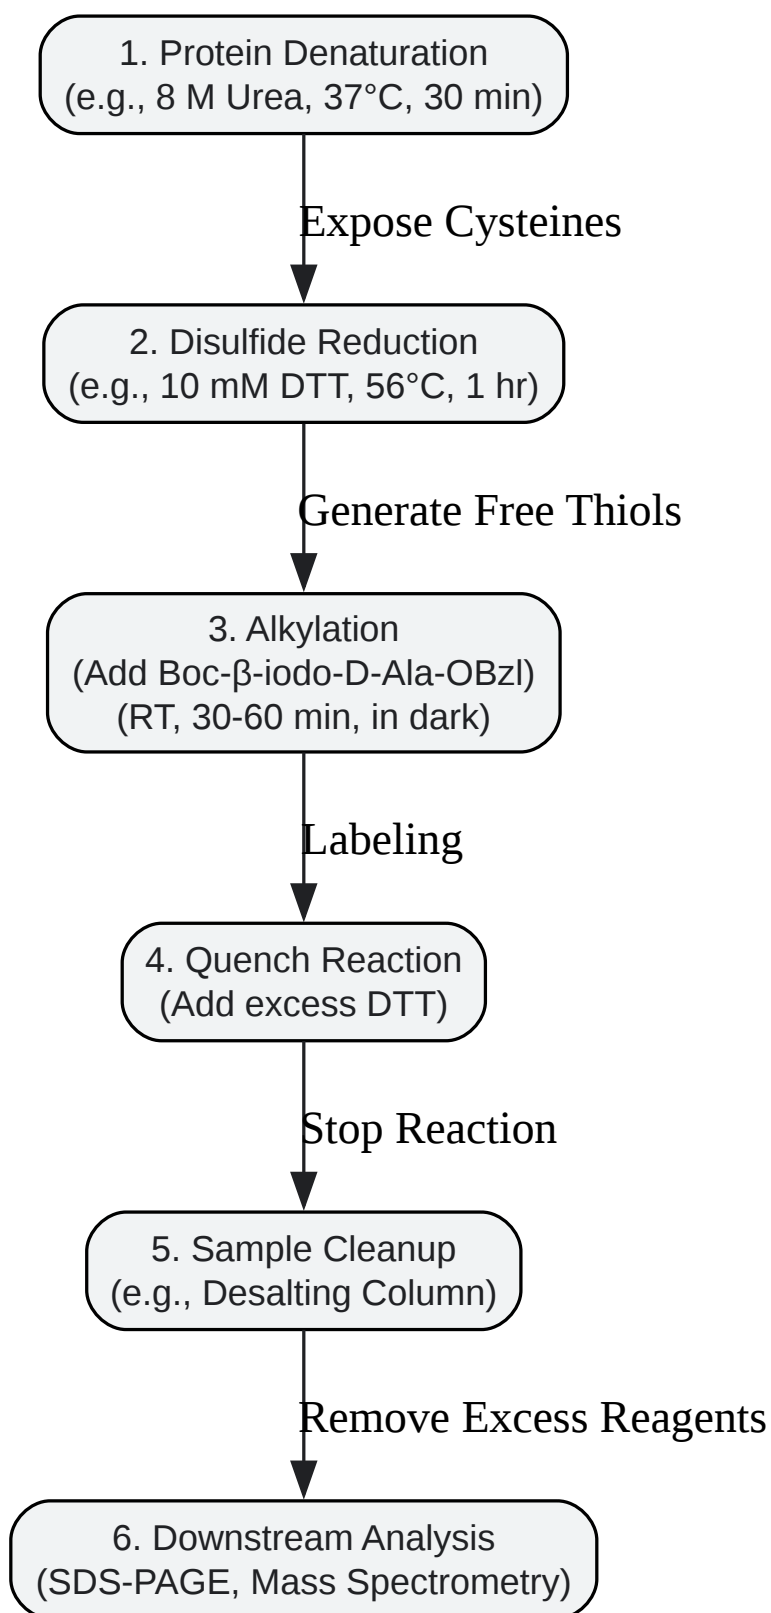 1. Protein Denaturation
(e.g., 8 M Urea, 37°C, 30 min)
Expose Cysteines
2. Disulfide Reduction
(e.g., 10 mM DTT, 56°C, 1 hr)
Generate Free Thiols
3. Alkylation
(Add Boc-β-iodo-D-Ala-OBzl)
(RT, 30-60 min, in dark)
Labeling
4. Quench Reaction
(Add excess DTT)
Stop Reaction
5. Sample Cleanup
(e.g., Desalting Column)
Remove Excess Reagents
6. Downstream Analysis
(SDS-PAGE, Mass Spectrometry)